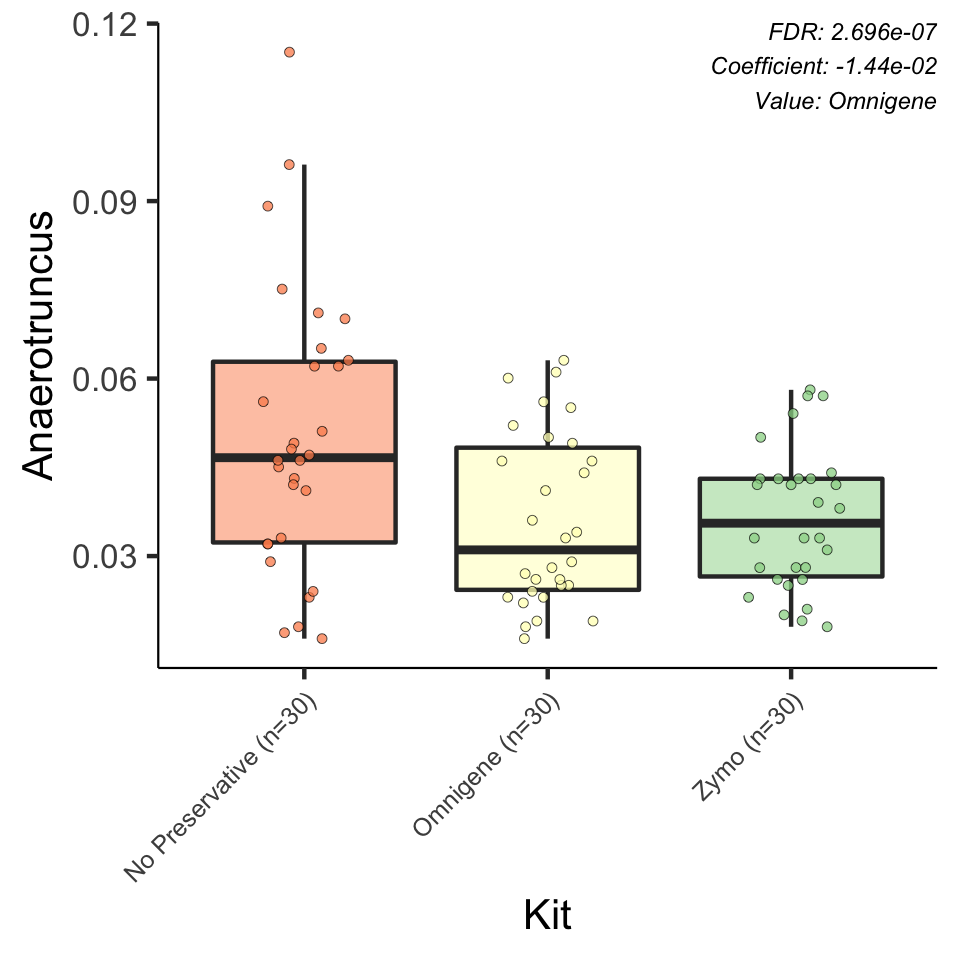 FDR: 2.696e-07
Coefficient: -1.44e-02
Value: Omnigene
0.12
0.09
0.06
0.03
Anaerotruncus
No Preservative (n=30)
Omnigene (n=30)
Zymo (n=30)
Kit